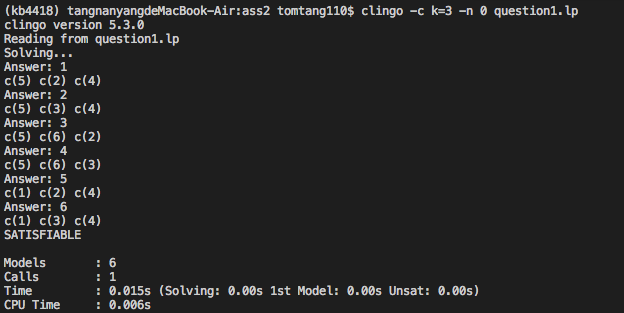 (kb4418) tangnanyangdeMacBook-Air:ass2 tomtang110$ clingo -c k=3 -n 0 question1.lp
clingo version 5.3.0
Reading from question1.lp
Solving...
Answer: 1
c(5) c(2) c(4)
Answer: 2
c(5) c(3) c(4)
Answer: 3
c(5) c(6) c(2)
Answer: 4
c(5) c(6) c(3)
Answer: 5
c(1) c(2) c(4)
Answer: 6
c(1) c(3) c(4)
SATISFIABLE
Models       : 6
Calls        : 1
Time         : 0.015s (Solving: 0.00s 1st Model: 0.00s Unsat: 0.00s)
CPU Time     : 0.006s